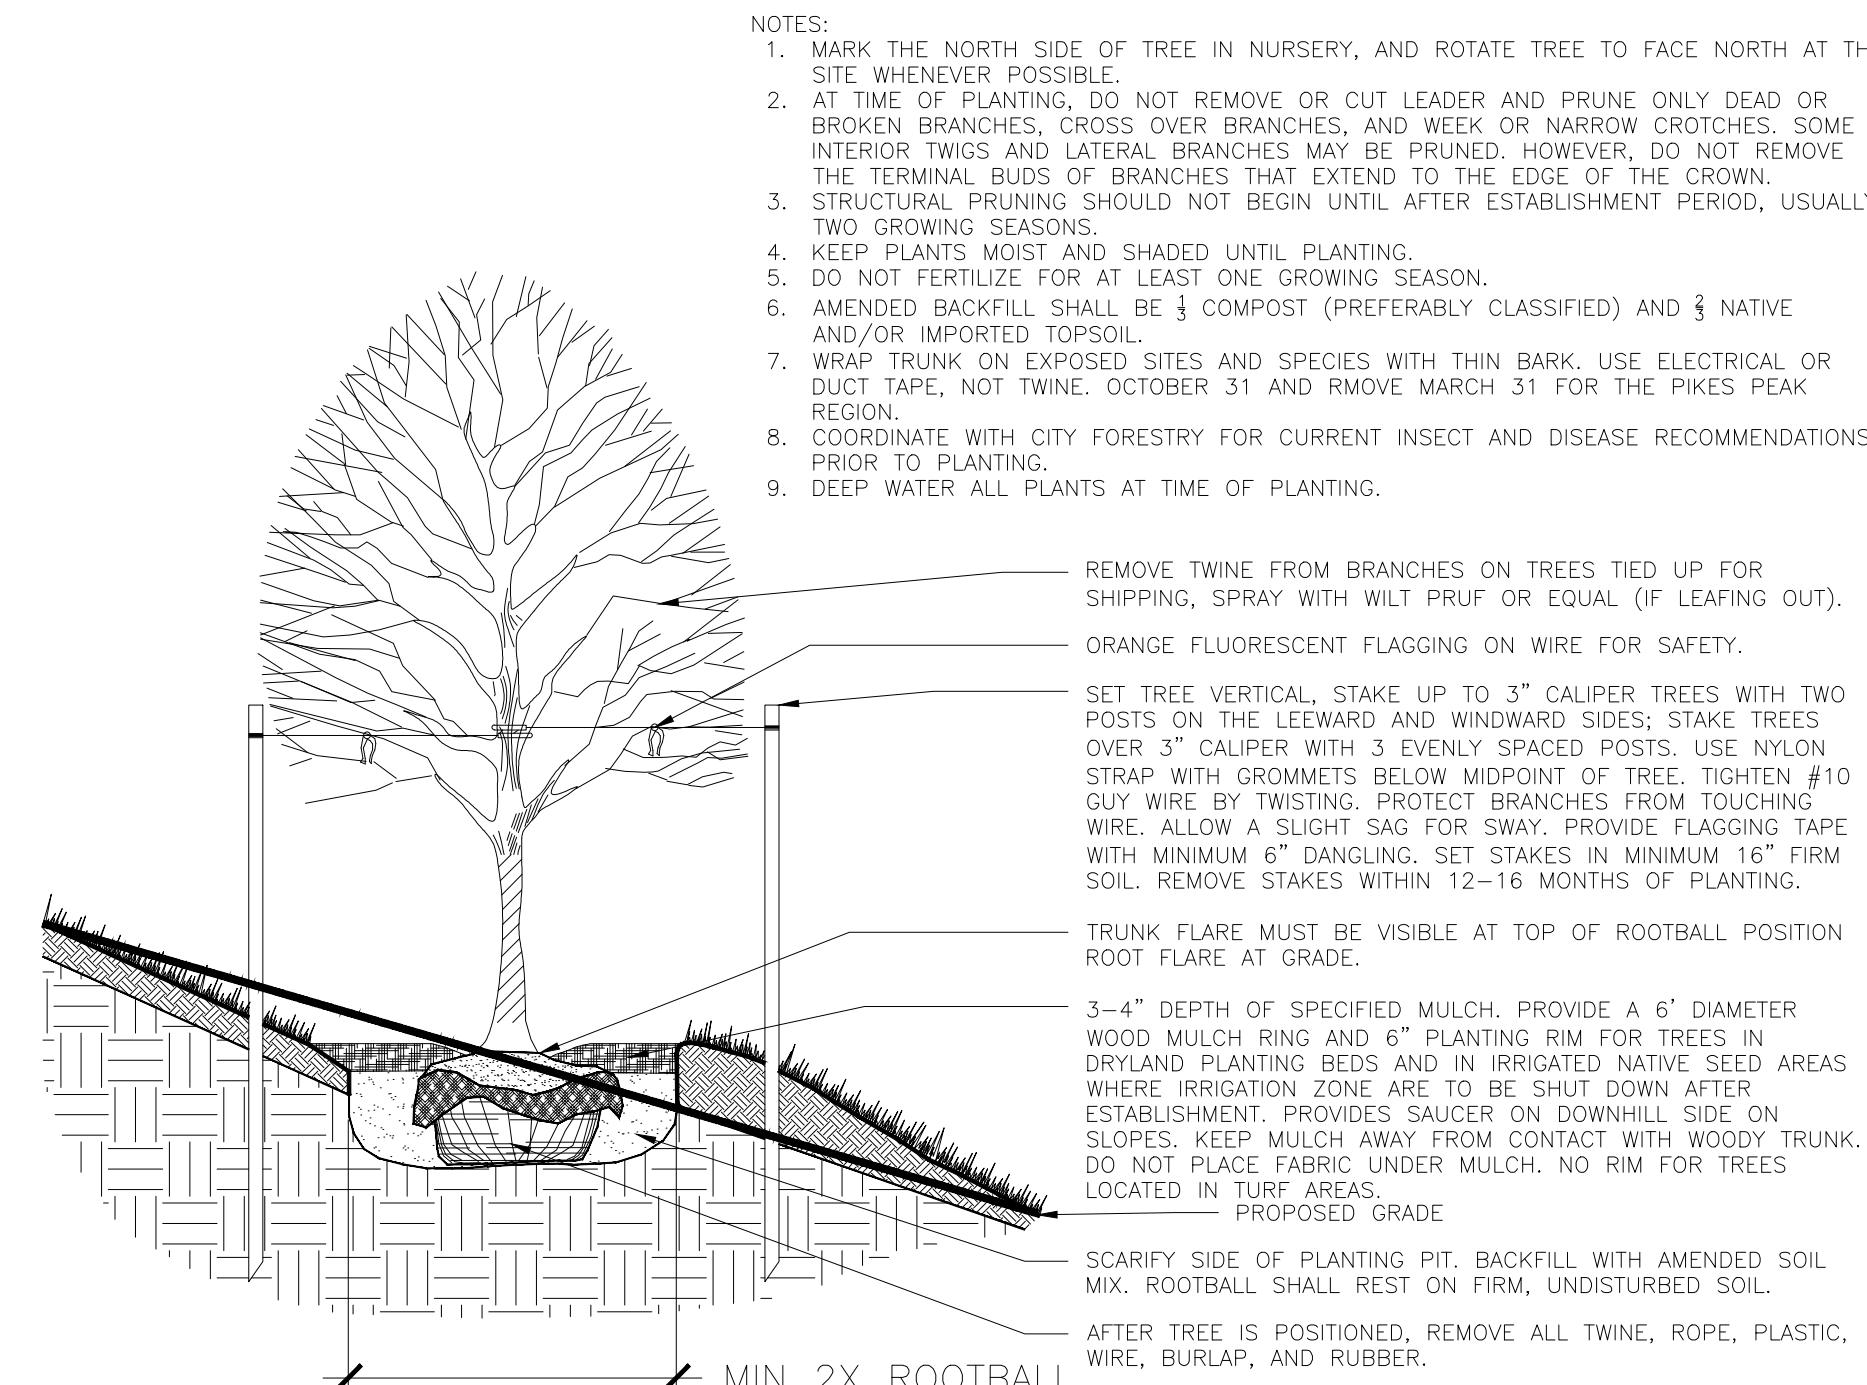 NOTES:
1. MARK THE NORTH SIDE OF TREE IN NURSERY, AND ROTATE TREE TO FACE NORTH AT TH
SITE WHENEVER POSSIBLE.
2. AT TIME OF PLANTING, DO NOT REMOVE OR CUT LEADER AND PRUNE ONLY DEAD OR
BROKEN BRANCHES, CROSS OVER BRANCHES, AND WEEK OR NARROW CROTCHES. SOME
INTERIOR TWIGS AND LATERAL BRANCHES MAY BE PRUNED. HOWEVER, DO NOT REMOVE
THE TERMINAL BUDS OF BRANCHES THAT EXTEND TO THE EDGE OF THE CROWN.
3. STRUCTURAL PRUNING SHOULD NOT BEGIN UNTIL AFTER ESTABLISHMENT PERIOD, USUALLY
TWO GROWING SEASONS.
4. KEEP PLANTS MOIST AND SHADED UNTIL PLANTING.
5. DO NOT FERTILIZE FOR AT LEAST ONE GROWING SEASON.
6. AMENDED BACKFILL SHALL BE ⅓ COMPOST (PREFERABLY CLASSIFIED) AND ⅔ NATIVE
AND/OR IMPORTED TOPSOIL.
7. WRAP TRUNK ON EXPOSED SITES AND SPECIES WITH THIN BARK. USE ELECTRICAL OR
DUCT TAPE, NOT TWINE. OCTOBER 31 AND RMOVE MARCH 31 FOR THE PIKES PEAK
REGION.
8. COORDINATE WITH CITY FORESTRY FOR CURRENT INSECT AND DISEASE RECOMMENDATIONS
PRIOR TO PLANTING.
9. DEEP WATER ALL PLANTS AT TIME OF PLANTING.
REMOVE TWINE FROM BRANCHES ON TREES TIED UP FOR
SHIPPING, SPRAY WITH WILT PRUF OR EQUAL (IF LEAFING OUT).
ORANGE FLUORESCENT FLAGGING ON WIRE FOR SAFETY.
SET TREE VERTICAL, STAKE UP TO 3” CALIPER TREES WITH TWO
POSTS ON THE LEEWARD AND WINDWARD SIDES; STAKE TREES
OVER 3” CALIPER WITH 3 EVENLY SPACED POSTS. USE NYLON
STRAP WITH GROMMETS BELOW MIDPOINT OF TREE. TIGHTEN #10
GUY WIRE BY TWISTING. PROTECT BRANCHES FROM TOUCHING
WIRE. ALLOW A SLIGHT SAG FOR SWAY. PROVIDE FLAGGING TAPE
WITH MINIMUM 6” DANGLING. SET STAKES IN MINIMUM 16” FIRM
SOIL. REMOVE STAKES WITHIN 12–16 MONTHS OF PLANTING.
TRUNK FLARE MUST BE VISIBLE AT TOP OF ROOTBALL POSITION
ROOT FLARE AT GRADE.
3–4” DEPTH OF SPECIFIED MULCH. PROVIDE A 6’ DIAMETER
WOOD MULCH RING AND 6” PLANTING RIM FOR TREES IN
DRYLAND PLANTING BEDS AND IN IRRIGATED NATIVE SEED AREAS
WHERE IRRIGATION ZONE ARE TO BE SHUT DOWN AFTER
ESTABLISHMENT. PROVIDES SAUCER ON DOWNHILL SIDE ON
SLOPES. KEEP MULCH AWAY FROM CONTACT WITH WOODY TRUNK.
DO NOT PLACE FABRIC UNDER MULCH. NO RIM FOR TREES
LOCATED IN TURF AREAS.
PROPOSED GRADE
SCARIFY SIDE OF PLANTING PIT. BACKFILL WITH AMENDED SOIL
MIX. ROOTBALL SHALL REST ON FIRM, UNDISTURBED SOIL.
AFTER TREE IS POSITIONED, REMOVE ALL TWINE, ROPE, PLASTIC,
WIRE, BURLAP, AND RUBBER.
MIN 2X ROOTBALL